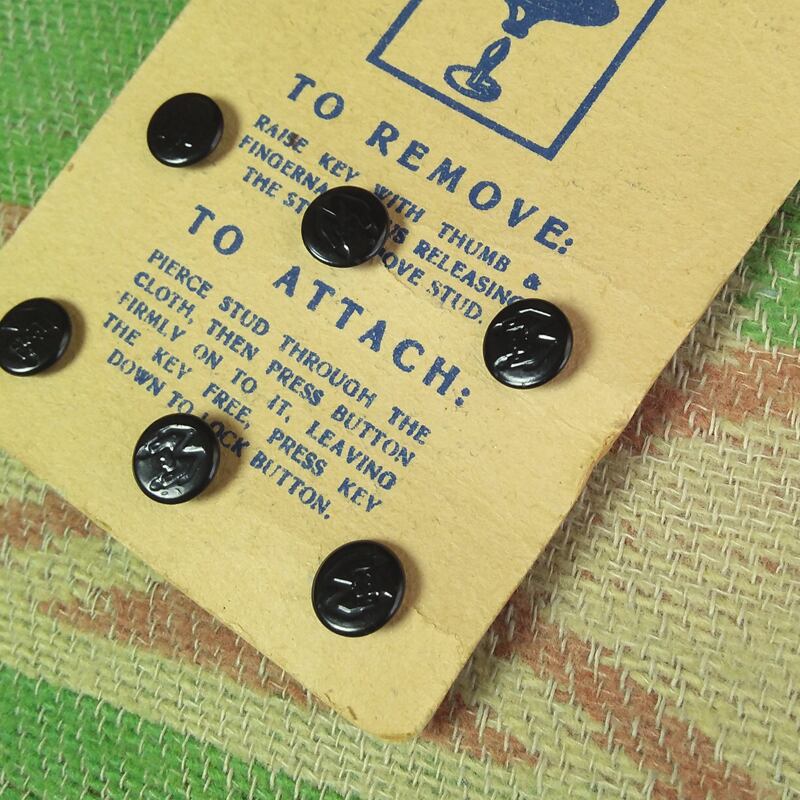 TO REMOVE:
RAISE KEY WITH THUMB &
RELEASING
THE STUD.
TO ATTACH:
PIERCE STUD THROUGH THE
CLOTH, THEN PRESS BUTTON
FIRMLY ON TO IT, LEAVING
THE KEY FREE, PRESS KEY
DOWN TO LOCK BUTTON.